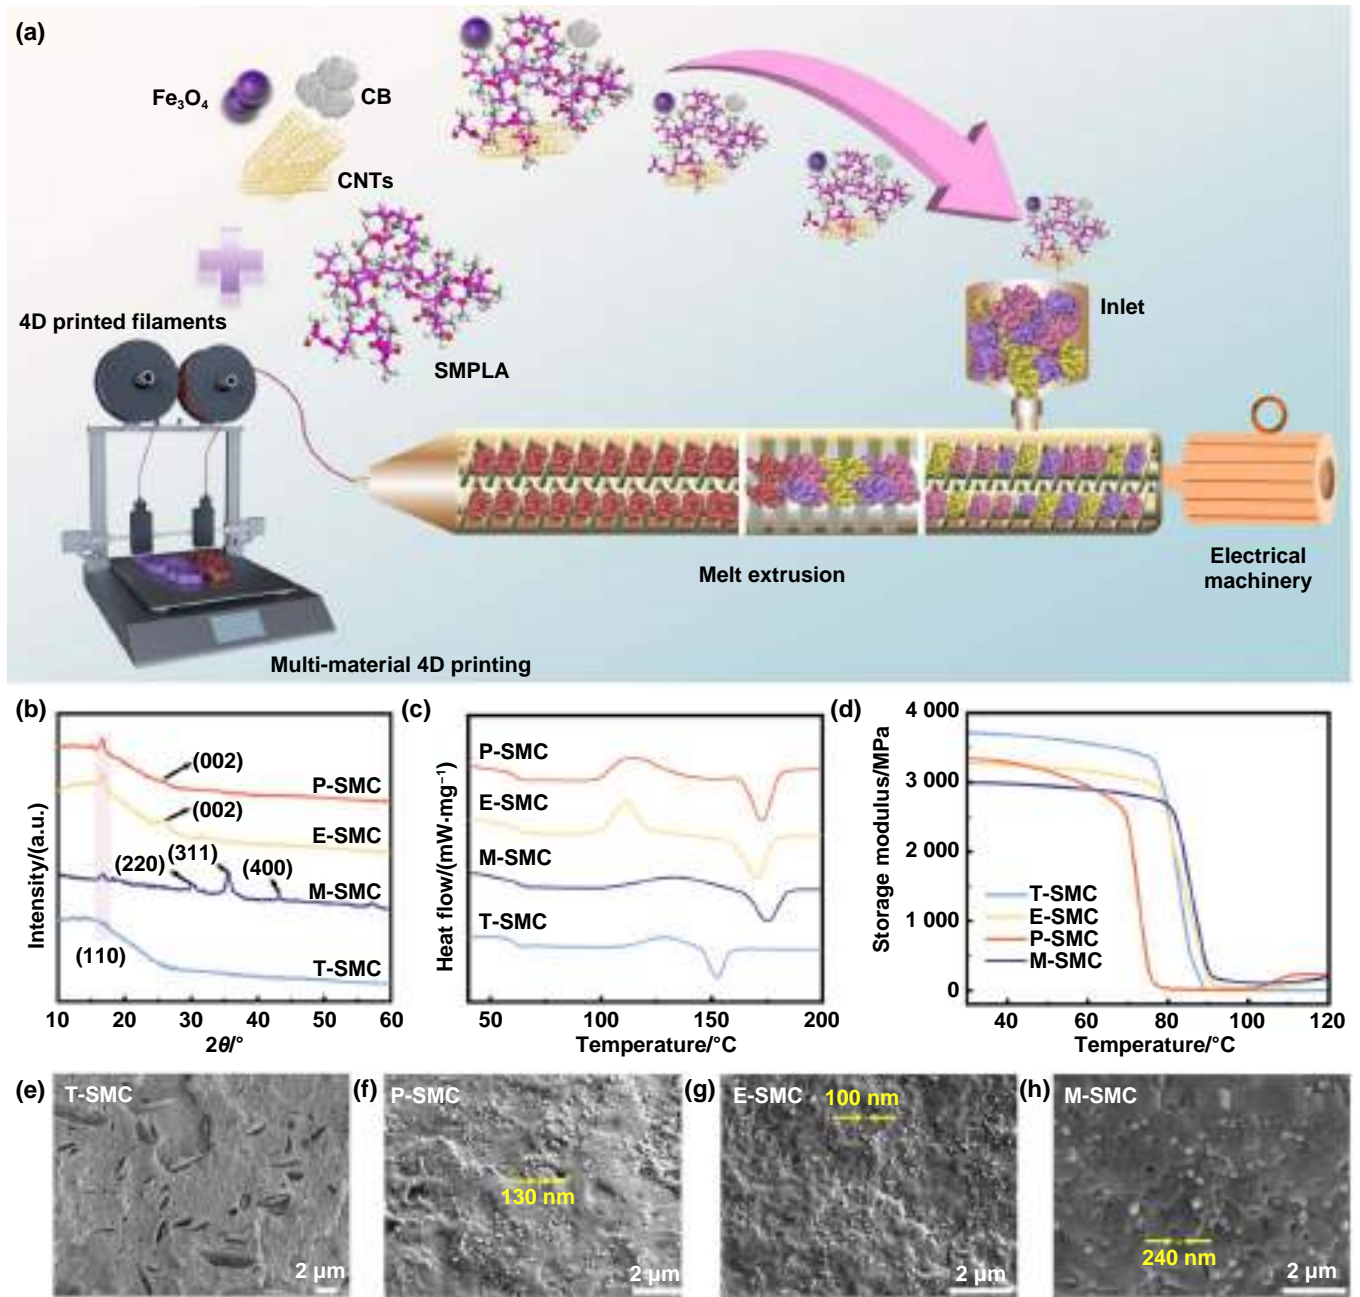 (a)
Fe₃O₄
CB
CNTs
4D printed filaments
SMPLA
Inlet
Melt extrusion
Electrical
machinery
Multi-material 4D printing
(b)
(002)
P-SMC
(002)
E-SMC
(220)
(311)
(400)
M-SMC
(110)
T-SMC
Intensity/(a.u.)
10
20
30
40
50
60
2θ/°
(c)
P-SMC
E-SMC
M-SMC
T-SMC
Heat flow/(mW·mg⁻¹)
50
100
150
200
Temperature/°C
(d)
4 000
3 000
2 000
1 000
0
Storage modulus/MPa
T-SMC
E-SMC
P-SMC
M-SMC
40
60
80
100
120
Temperature/°C
(e)
T-SMC
2 μm
(f)
P-SMC
130 nm
2 μm
(g)
E-SMC
100 nm
2 μm
(h)
M-SMC
240 nm
2 μm